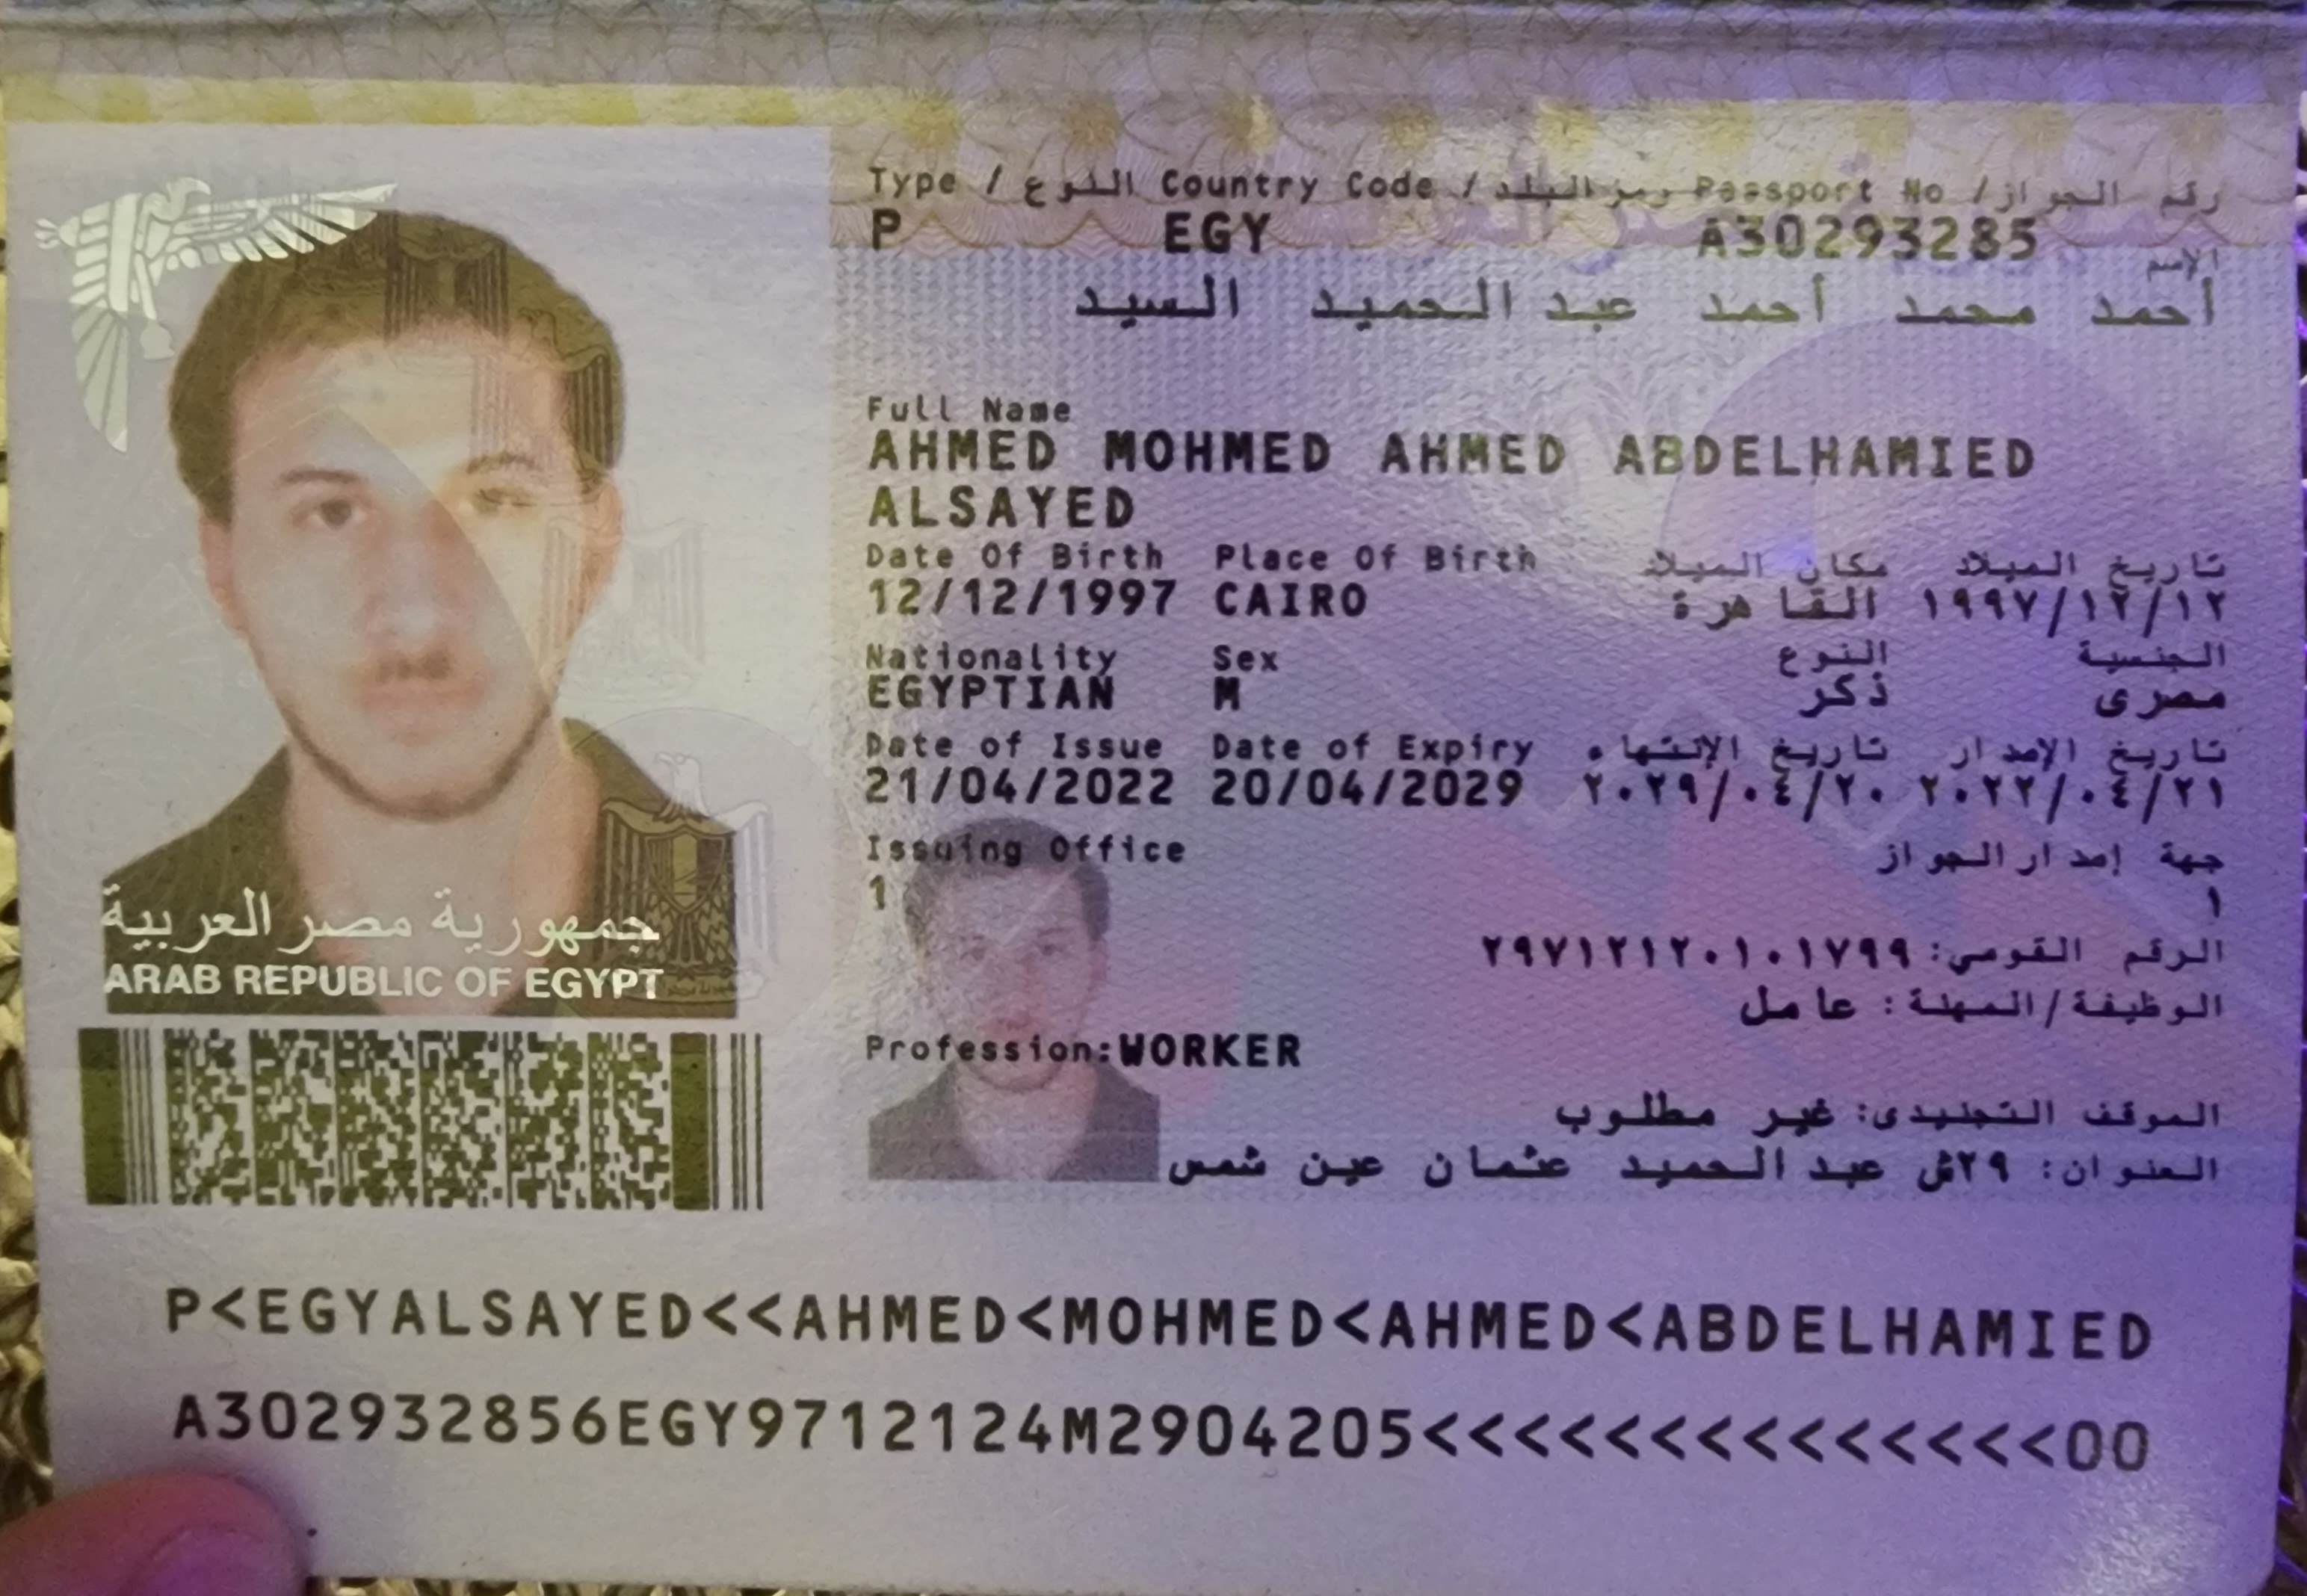 Type / النوع Country Code / رمز البلد Passport No / رقم الجواز
P EGY A30293285
الإسم
أحمد محمد أحمد عبد الحميد السيد
Full Name
AHMED MOHMED AHMED ABDELHAMIED
ALSAYED
Date Of Birth Place Of Birth مكان الميلاد تاريخ الميلاد
12/12/1997 CAIRO القاهرة ١٩٩٧/١٢/١٢
Nationality Sex النوع الجنسية
EGYPTIAN M ذكر مصرى
Date of Issue Date of Expiry تاريخ الإنتهاء تاريخ الإصدار
21/04/2022 20/04/2029 ٢٠٢٩/٠٤/٢٠ ٢٠٢٢/٠٤/٢١
Issuing Office جهة إصدار الجواز
1 ١
الرقم القومي: ٢٩٧١٢١٢٠١٠١٧٩٩
الوظيفة/المهنة: عامل
Profession:WORKER
الموقف التجنيدى: غير مطلوب
العنوان: ٢٩ش عبد الحميد عثمان عين شمس
جمهورية مصر العربية
ARAB REPUBLIC OF EGYPT
P<EGYALSAYED<<AHMED<MOHMED<AHMED<ABDELHAMIED
A302932856EGY9712124M2904205<<<<<<<<<<<<<<00